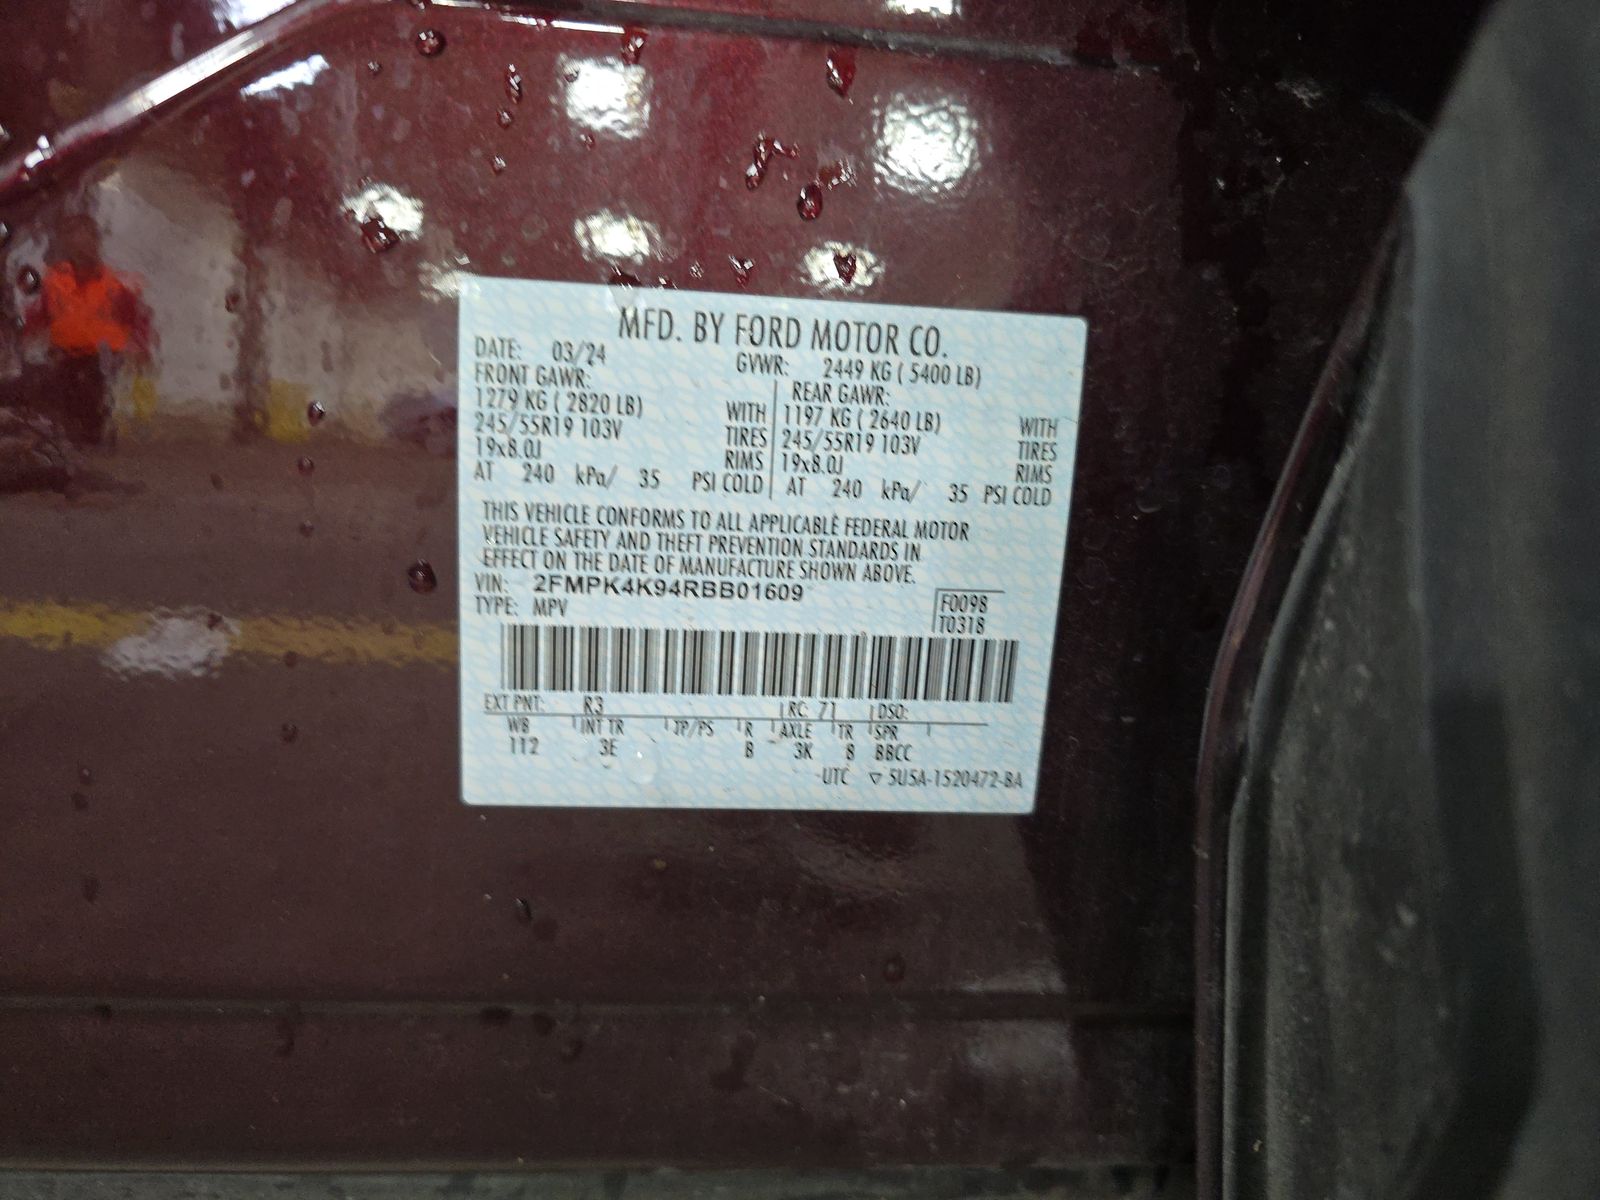 MFD. BY FORD MOTOR CO.
DATE: 03/24 GVWR: 2449 KG ( 5400 LB)
FRONT GAWR: REAR GAWR:
1279 KG ( 2820 LB) WITH 1197 KG ( 2640 LB) WITH
245/55R19 103V TIRES 245/55R19 103V TIRES
19x8.0J RIMS 19x8.0J RIMS
AT 240 kPa/ 35 PSI COLD AT 240 kPa/ 35 PSI COLD
THIS VEHICLE CONFORMS TO ALL APPLICABLE FEDERAL MOTOR
VEHICLE SAFETY AND THEFT PREVENTION STANDARDS IN
EFFECT ON THE DATE OF MANUFACTURE SHOWN ABOVE.
VIN: 2FMPK4K94RBB01609 F0098
TYPE: MPV T0318
EXT PNT: R3 RC: 71 DSO:
WB INT TR TP/PS R AXLE TR SPR
112 3E B 3K 8 BBCC
UTC ▽ 5U5A-1520472-BA